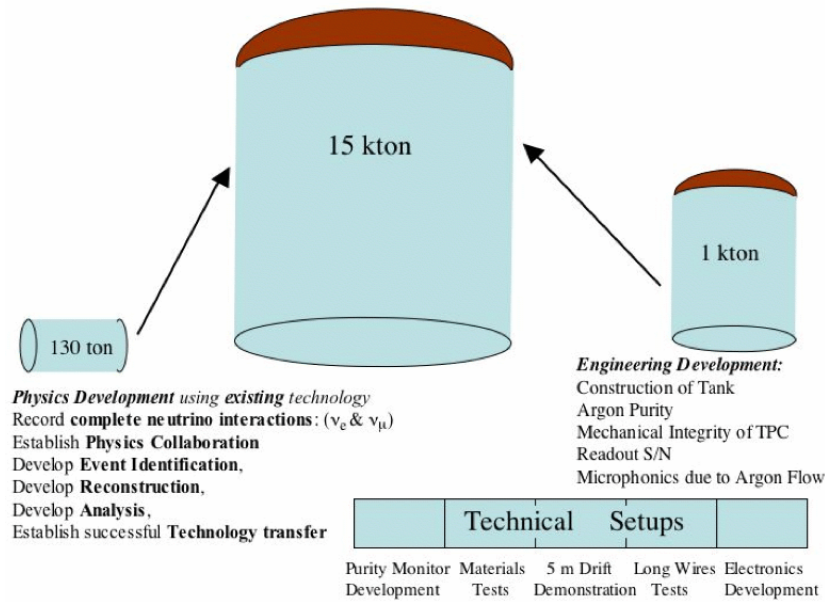 15 kton
1 kton
130 ton
Physics Development using existing technology
Record complete neutrino interactions: (νe & νμ)
Establish Physics Collaboration
Develop Event Identification,
Develop Reconstruction,
Develop Analysis,
Establish successful Technology transfer
Engineering Development:
Construction of Tank
Argon Purity
Mechanical Integrity of TPC
Readout S/N
Microphonics due to Argon Flow
Technical Setups
Purity Monitor Development
Materials Tests
5 m Drift Demonstration
Long Wires Tests
Electronics Development